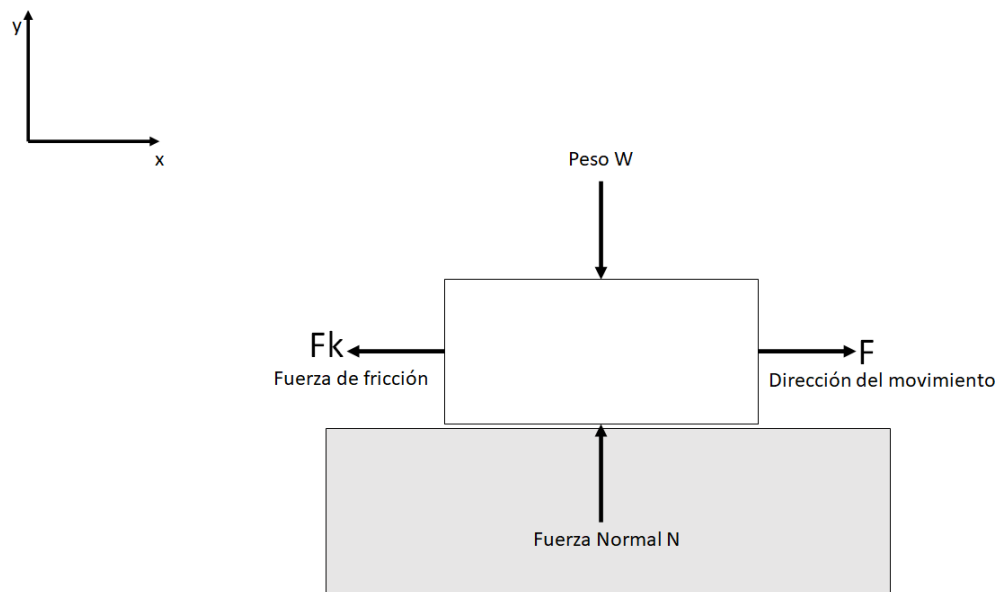 y
x
Peso W
Fk
F
Fuerza de fricción
Dirección del movimiento
Fuerza Normal N